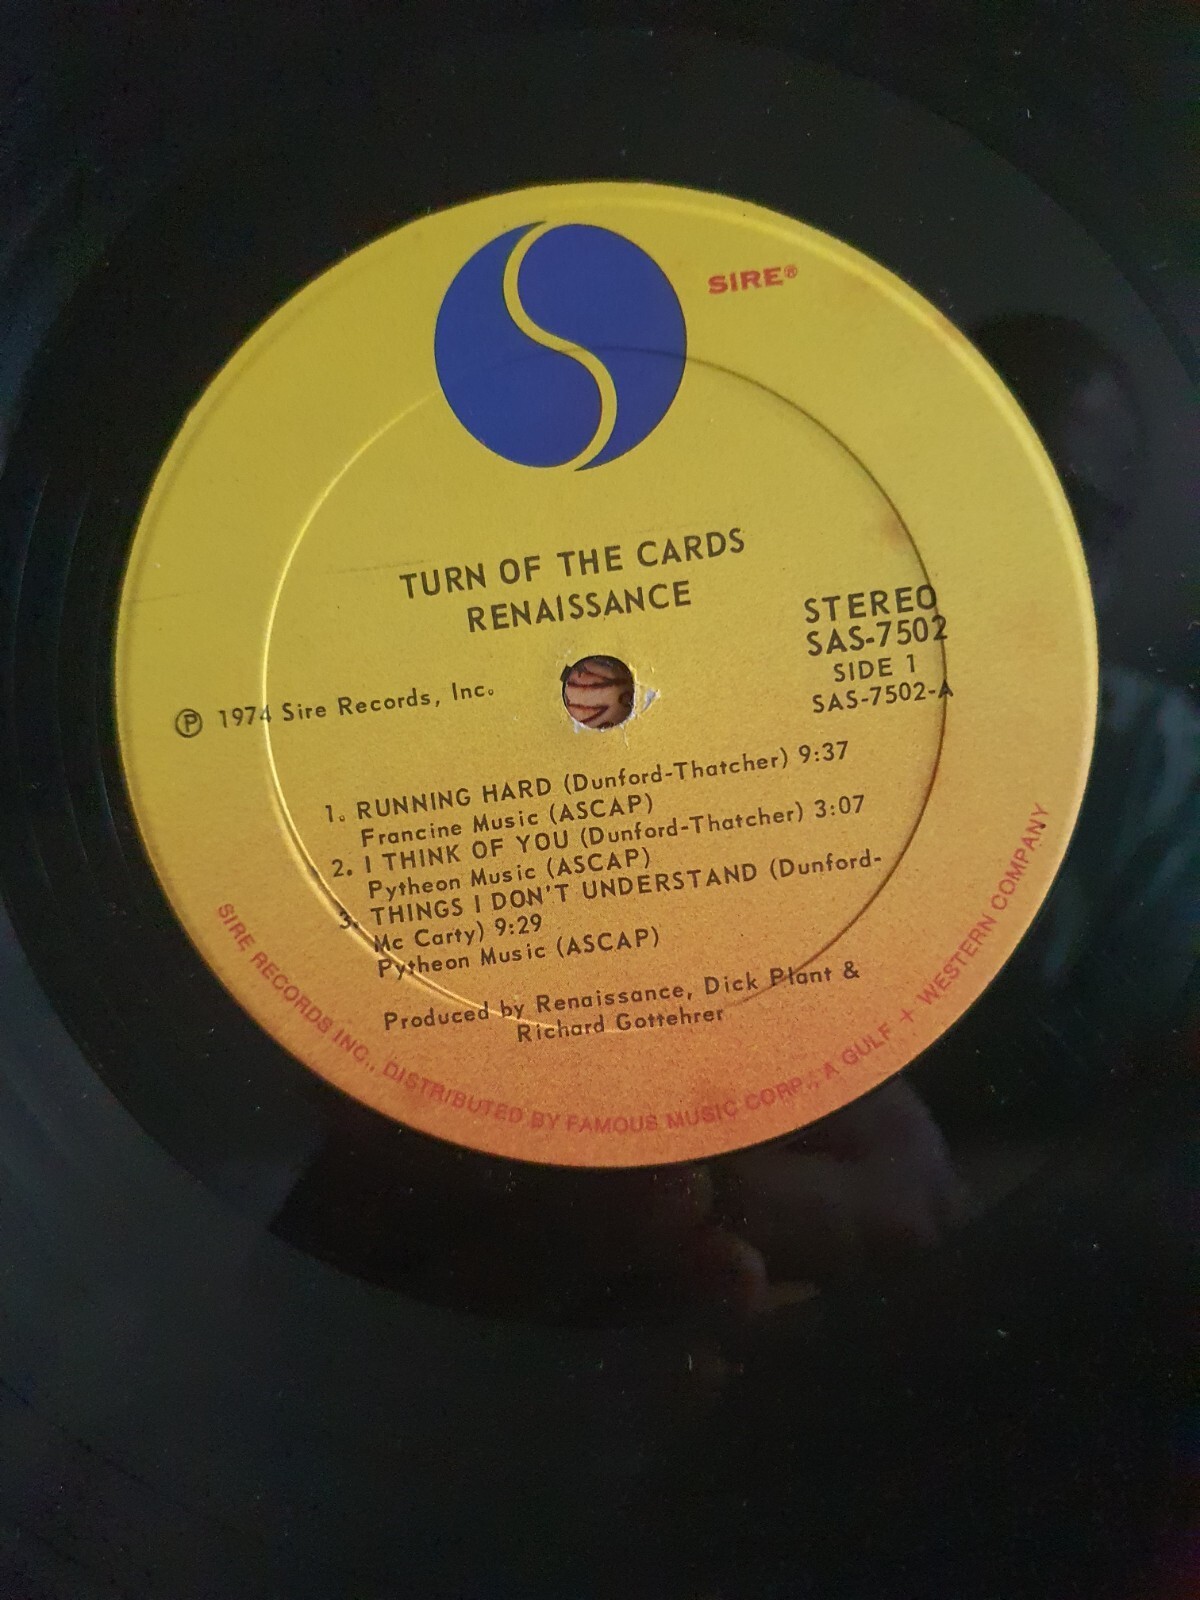 SIRE®
TURN OF THE CARDS
RENAISSANCE
STEREO
SAS-7502
SIDE 1
SAS-7502-A
Ⓟ 1974 Sire Records, Inc.
1. RUNNING HARD (Dunford-Thatcher) 9:37
Francine Music (ASCAP)
2. I THINK OF YOU (Dunford-Thatcher) 3:07
Pytheon Music (ASCAP)
3. THINGS I DON'T UNDERSTAND (Dunford-
Mc Carty) 9:29
Pytheon Music (ASCAP)
Produced by Renaissance, Dick Plant &
Richard Gottehrer
SIRE RECORDS INC., DISTRIBUTED BY FAMOUS MUSIC CORP., A GULF + WESTERN COMPANY